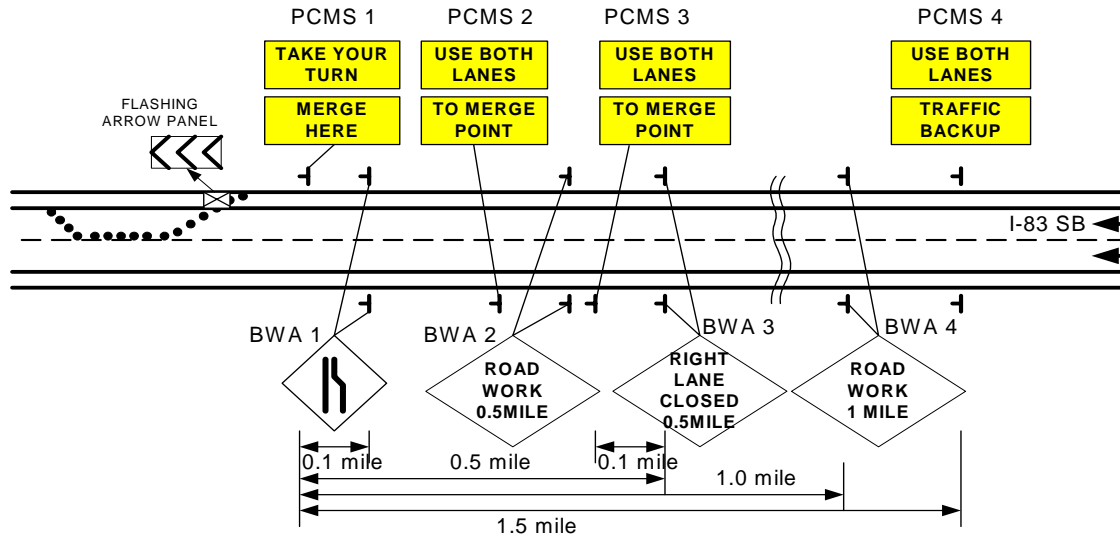 PCMS 1
PCMS 2
PCMS 3
PCMS 4
TAKE YOUR
TURN
USE BOTH
LANES
USE BOTH
LANES
USE BOTH
LANES
MERGE
HERE
TO MERGE
POINT
TO MERGE
POINT
TRAFFIC
BACKUP
FLASHING
ARROW PANEL
I-83 SB
BWA 1
BWA 2
BWA 3
BWA 4
ROAD
WORK
0.5MILE
RIGHT
LANE
CLOSED
0.5MILE
ROAD
WORK
1 MILE
0.1 mile
0.5 mile
0.1 mile
1.0 mile
1.5 mile